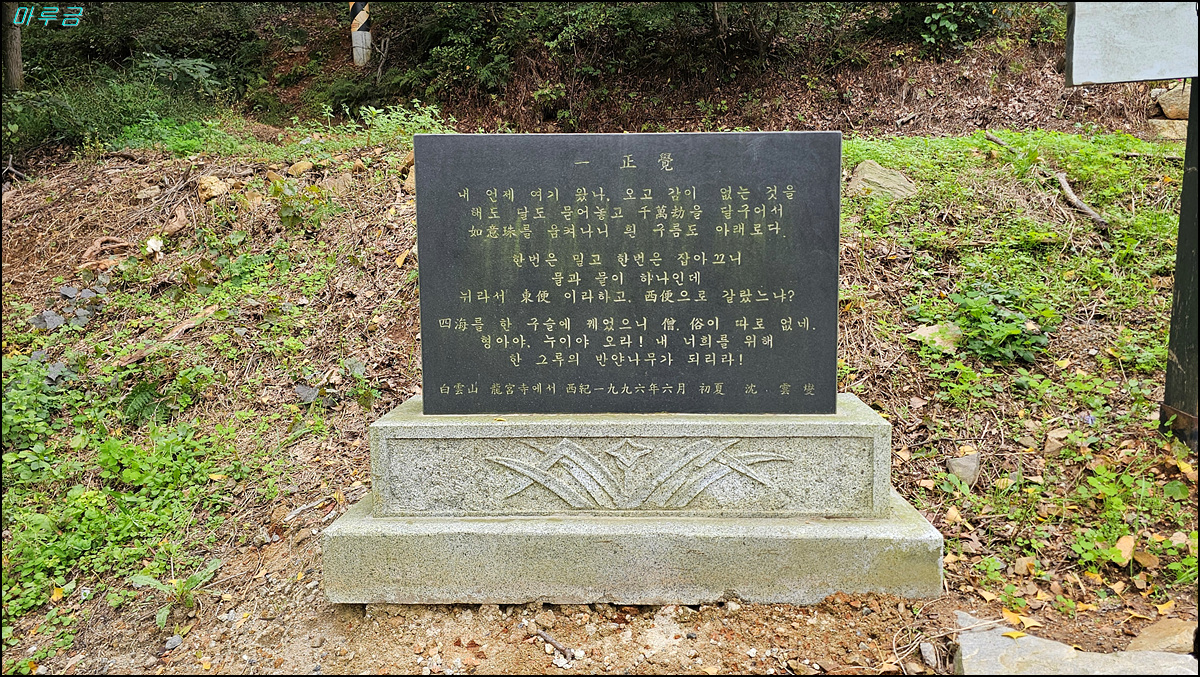 마루금
一 正 覺
내 언제 여기 왔나, 오고 감이 없는 것을
해도 달도 묻어놓고 千萬劫을 달구어서
如意珠를 움켜나니 흰 구름도 아래로다.
한번은 밀고 한번은 잡아끄니
물과 물이 하나인데
뉘라서 東便 이라하고, 西便으로 갈랐느냐?
四海를 한 구슬에 꿰었으니 僧, 俗이 따로 없네.
형아야, 누이야 오라! 내 너희를 위해
한 그루의 반얀나무가 되리라!
白雲山 龍宮寺에서 西紀一九九六年六月 初夏 沈 雲 燮